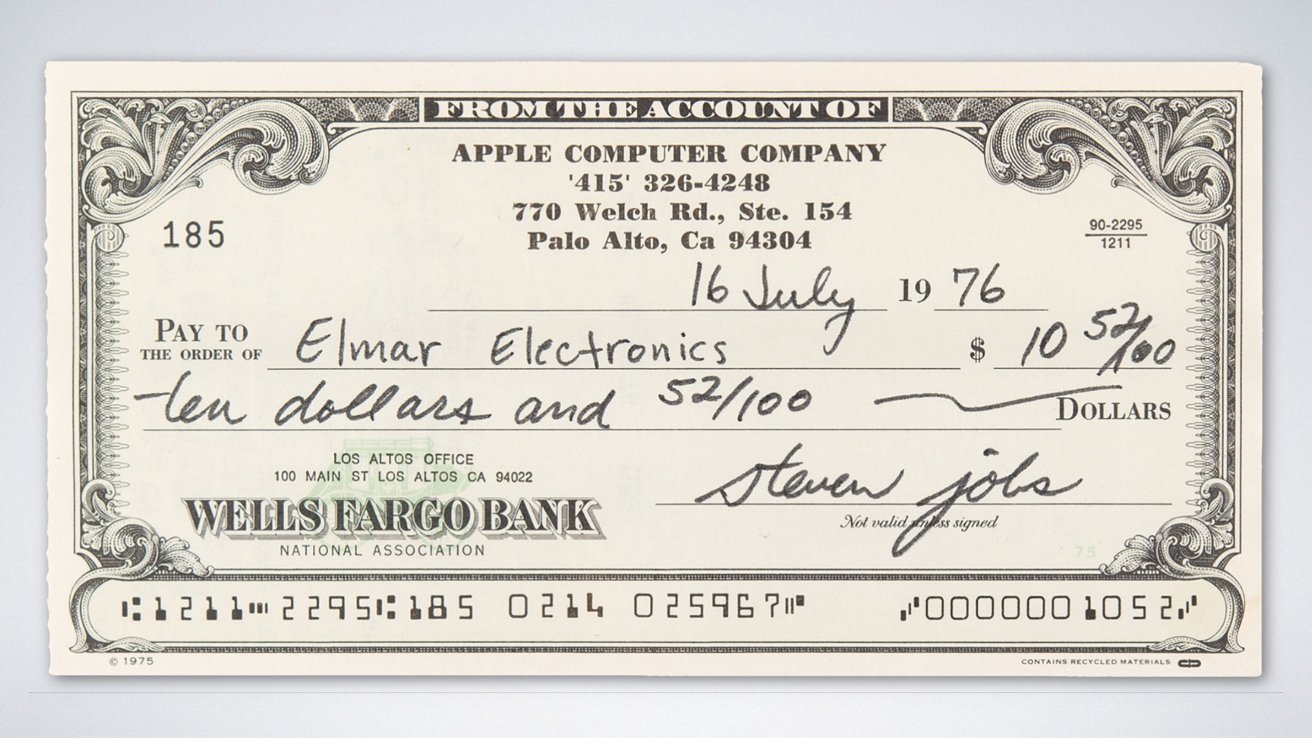 FROM THE ACCOUNT OF
APPLE COMPUTER COMPANY
'415' 326-4248
770 Welch Rd., Ste. 154
Palo Alto, Ca 94304
185
90-2295
1211
16 July 19 76
PAY TO
THE ORDER OF Elmar Electronics $ 10 52/100
ten dollars and 52/100 DOLLARS
LOS ALTOS OFFICE
100 MAIN ST LOS ALTOS CA 94022
WELLS FARGO BANK
NATIONAL ASSOCIATION
steven jobs
Not valid unless signed
75
⑆1211⑉2295⑆185 0214 025967⑈ ⑇0000001052⑇
© 1975
CONTAINS RECYCLED MATERIALS